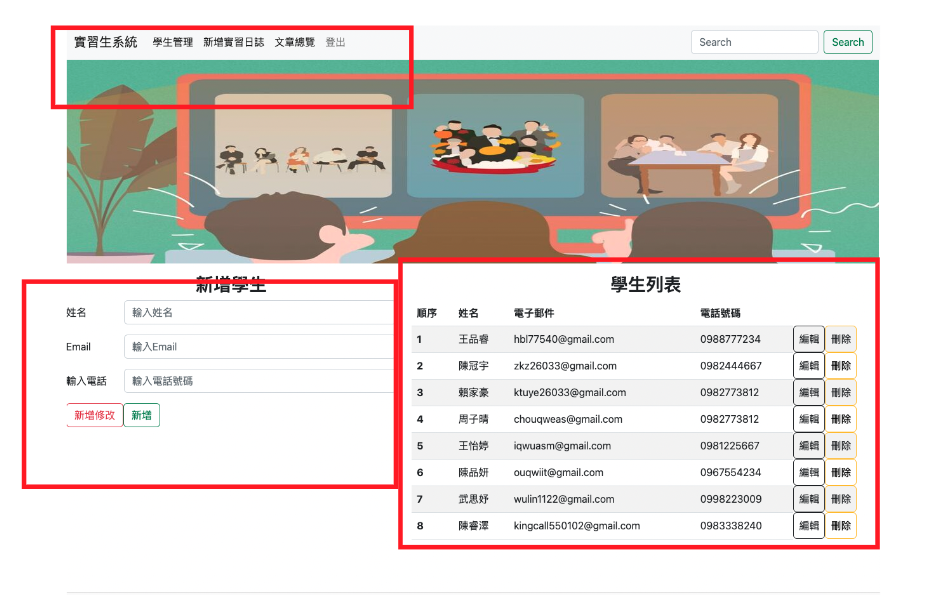 實習生系統 學生管理 新增實習日誌 文章總覽 登出 Search Search
新增學生
姓名 輸入姓名
Email 輸入Email
輸入電話 輸入電話號碼
新增修改 新增
學生列表
順序 姓名 電子郵件 電話號碼
1 王品睿 hbl77540@gmail.com 0988777234 編輯 刪除
2 陳冠宇 zkz26033@gmail.com 0982444667 編輯 刪除
3 賴家豪 ktuye26033@gmail.com 0982773812 編輯 刪除
4 周子晴 chouqweas@gmail.com 0982773812 編輯 刪除
5 王怡婷 iqwuasm@gmail.com 0981225667 編輯 刪除
6 陳品妍 ouqwiit@gmail.com 0967554234 編輯 刪除
7 武思妤 wulin1122@gmail.com 0998223009 編輯 刪除
8 陳睿澤 kingcall550102@gmail.com 0983338240 編輯 刪除